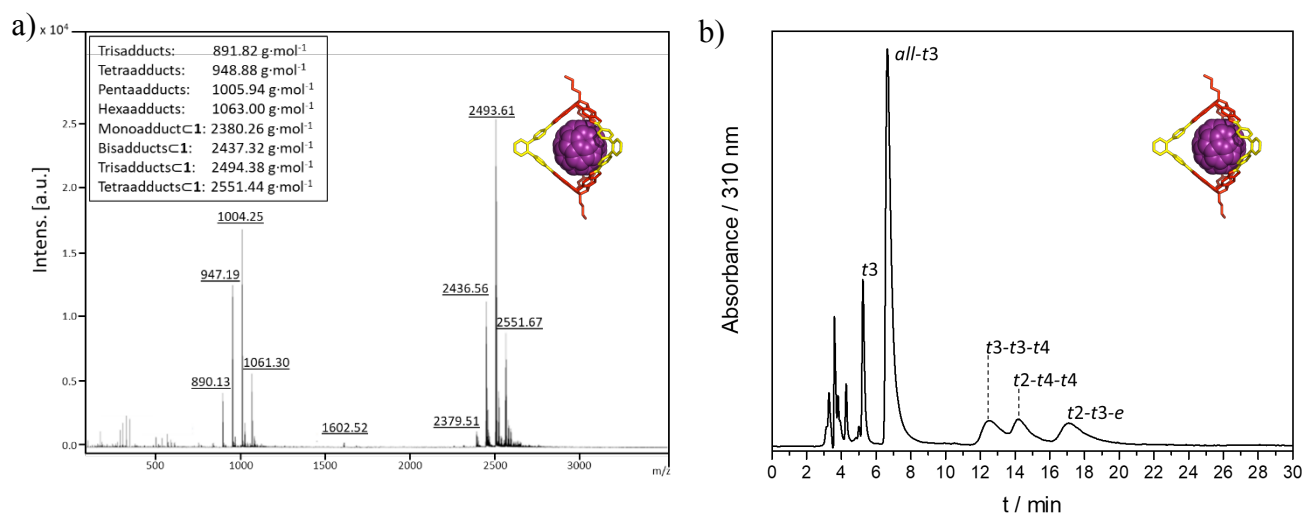 a)
x 10⁴
Intens. [a.u.]
2.5
2.0
1.5
1.0
0.5
0.0
Trisadducts: 891.82 g·mol⁻¹
Tetraadducts: 948.88 g·mol⁻¹
Pentaadducts: 1005.94 g·mol⁻¹
Hexaadducts: 1063.00 g·mol⁻¹
Monoadduct⊂1: 2380.26 g·mol⁻¹
Bisadducts⊂1: 2437.32 g·mol⁻¹
Trisadducts⊂1: 2494.38 g·mol⁻¹
Tetraadducts⊂1: 2551.44 g·mol⁻¹
2493.61
1004.25
947.19
2436.56
2551.67
1061.30
890.13
2379.51
1602.52
500 1000 1500 2000 2500 3000
m/z
b)
Absorbance / 310 nm
all-t3
t3
t3-t3-t4
t2-t4-t4
t2-t3-e
0 2 4 6 8 10 12 14 16 18 20 22 24 26 28 30
t / min